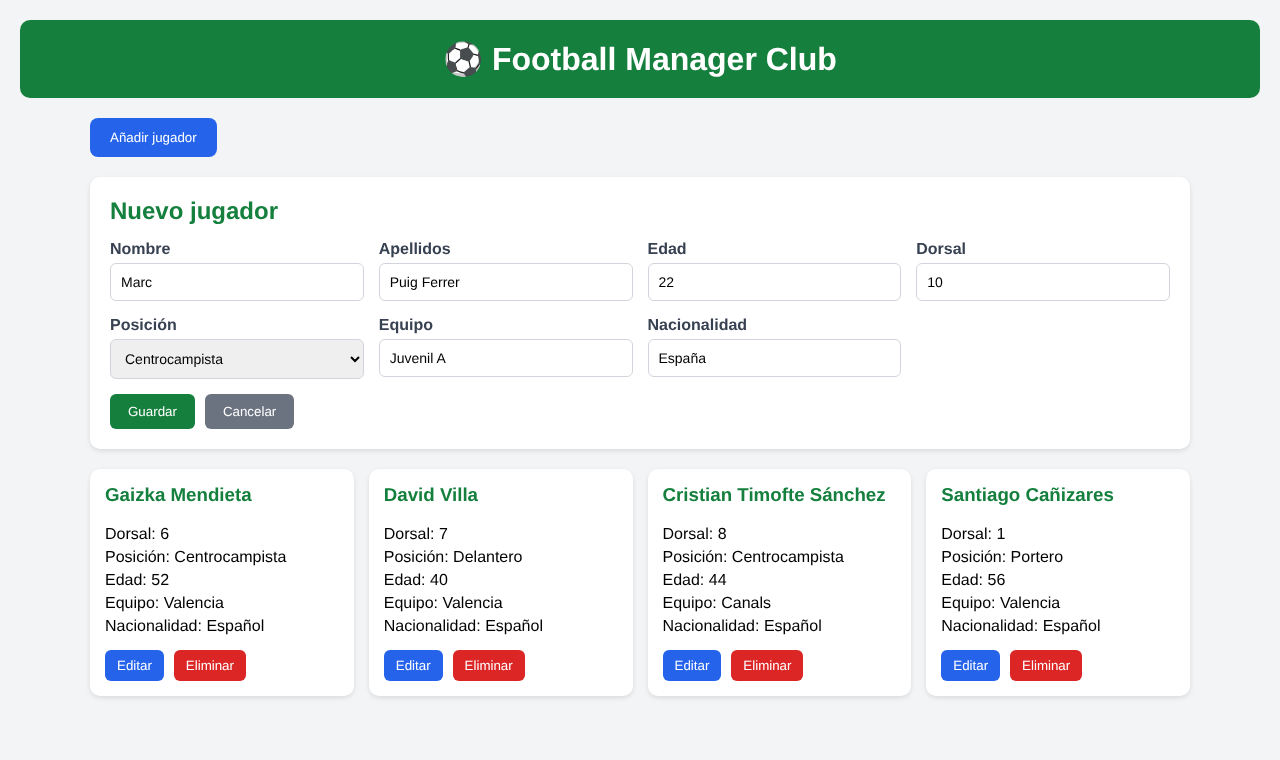 ⚽ Football Manager Club
Añadir jugador
Nuevo jugador
Nombre Apellidos Edad Dorsal
Marc Puig Ferrer 22 10
Posición Equipo Nacionalidad
Centrocampista Juvenil A España
Guardar Cancelar
Gaizka Mendieta
Dorsal: 6
Posición: Centrocampista
Edad: 52
Equipo: Valencia
Nacionalidad: Español
Editar Eliminar
David Villa
Dorsal: 7
Posición: Delantero
Edad: 40
Equipo: Valencia
Nacionalidad: Español
Editar Eliminar
Cristian Timofte Sánchez
Dorsal: 8
Posición: Centrocampista
Edad: 44
Equipo: Canals
Nacionalidad: Español
Editar Eliminar
Santiago Cañizares
Dorsal: 1
Posición: Portero
Edad: 56
Equipo: Valencia
Nacionalidad: Español
Editar Eliminar